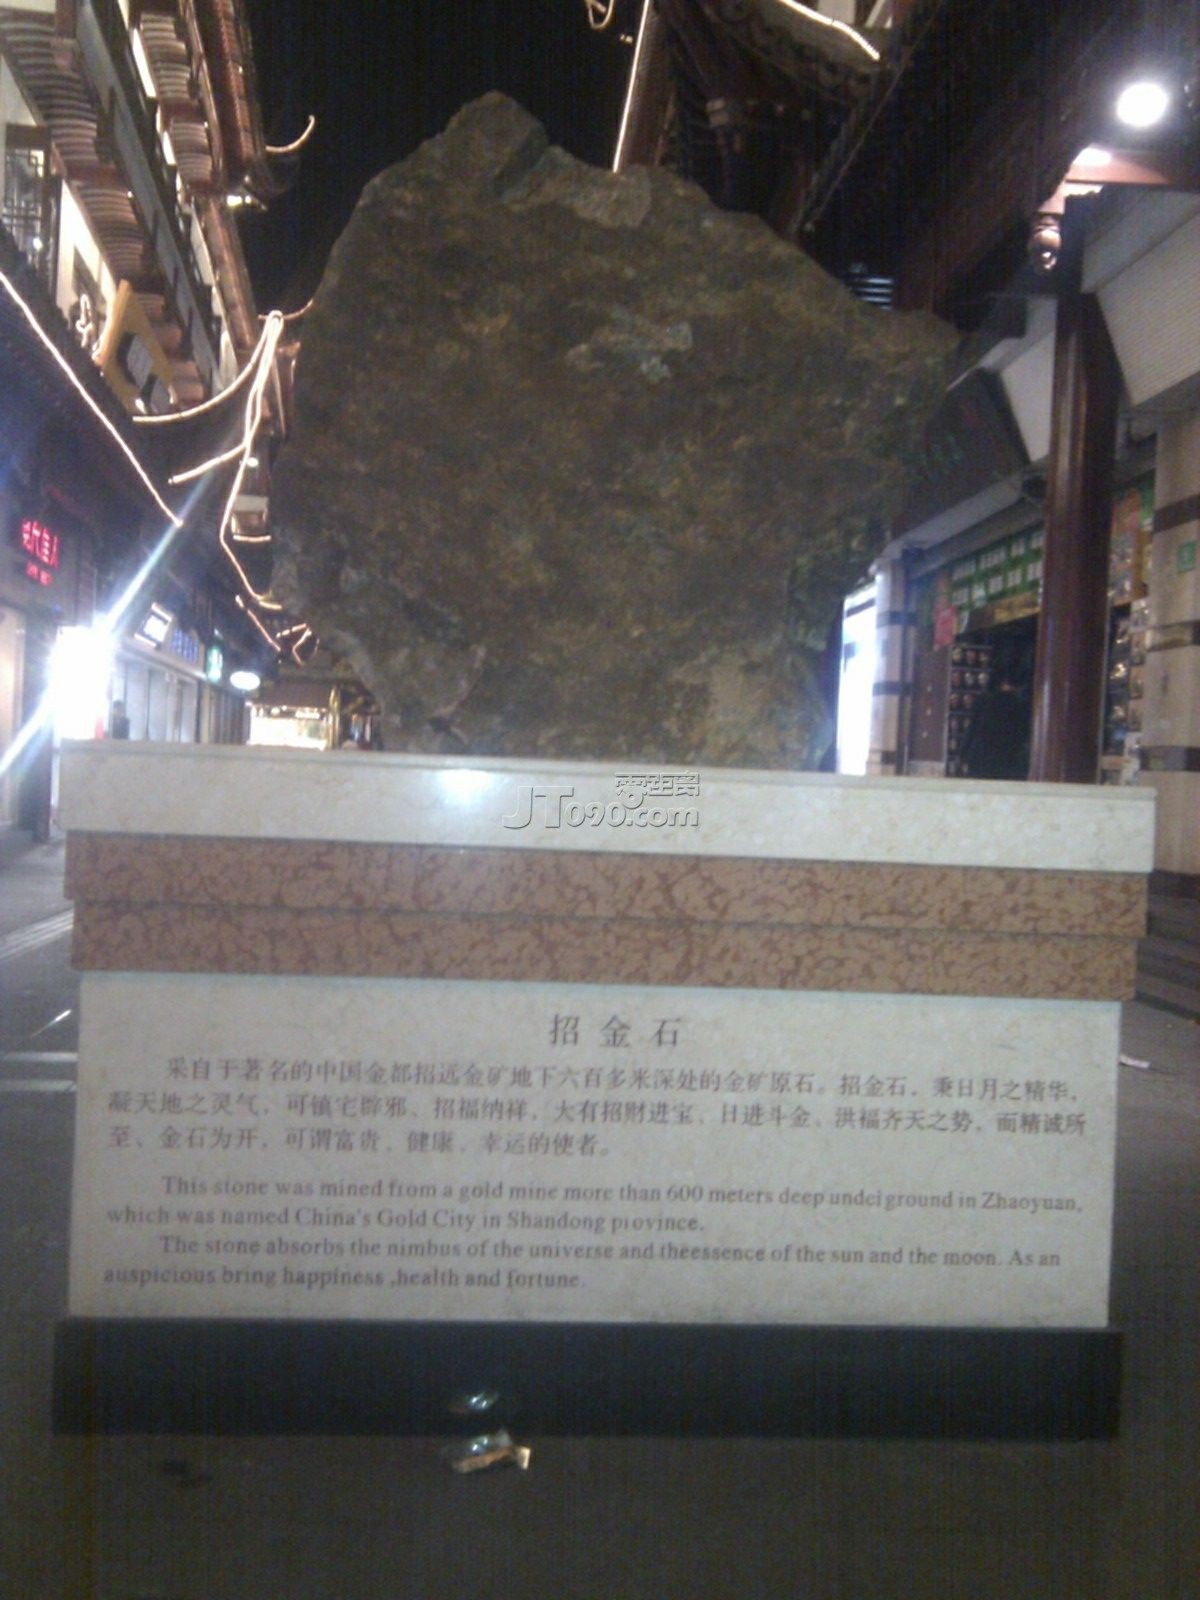 零距离
JT090.com
招金石
采自于著名的中国金都招远金矿地下六百多米深处的金矿原石。招金石，秉日月之精华，
凝天地之灵气，可镇宅辟邪、招福纳祥，大有招财进宝、日进斗金、洪福齐天之势，而精诚所
至、金石为开，可谓富贵、健康、幸运的使者。
This stone was mined from a gold mine more than 600 meters deep underground in Zhaoyuan,
which was named China's Gold City in Shandong province.
The stone absorbs the nimbus of the universe and theessence of the sun and the moon. As an
auspicious bring happiness ,health and fortune.